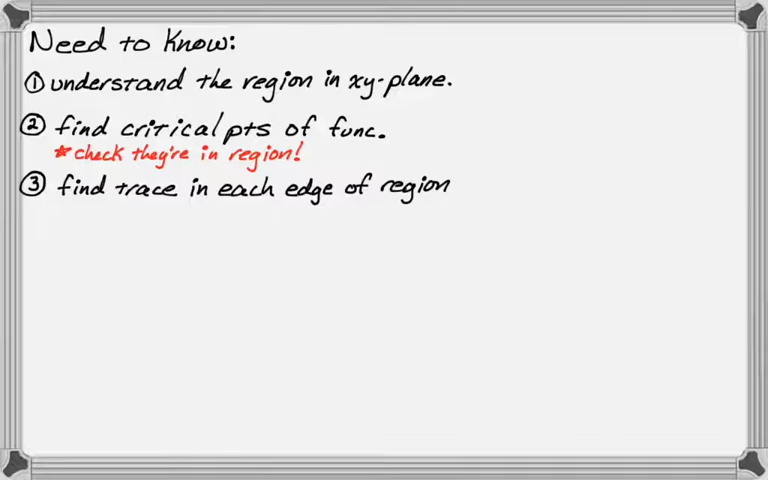 Need to know:
① understand the region in xy-plane.
② find critical pts of func.
*check they're in region!
③ find trace in each edge of region